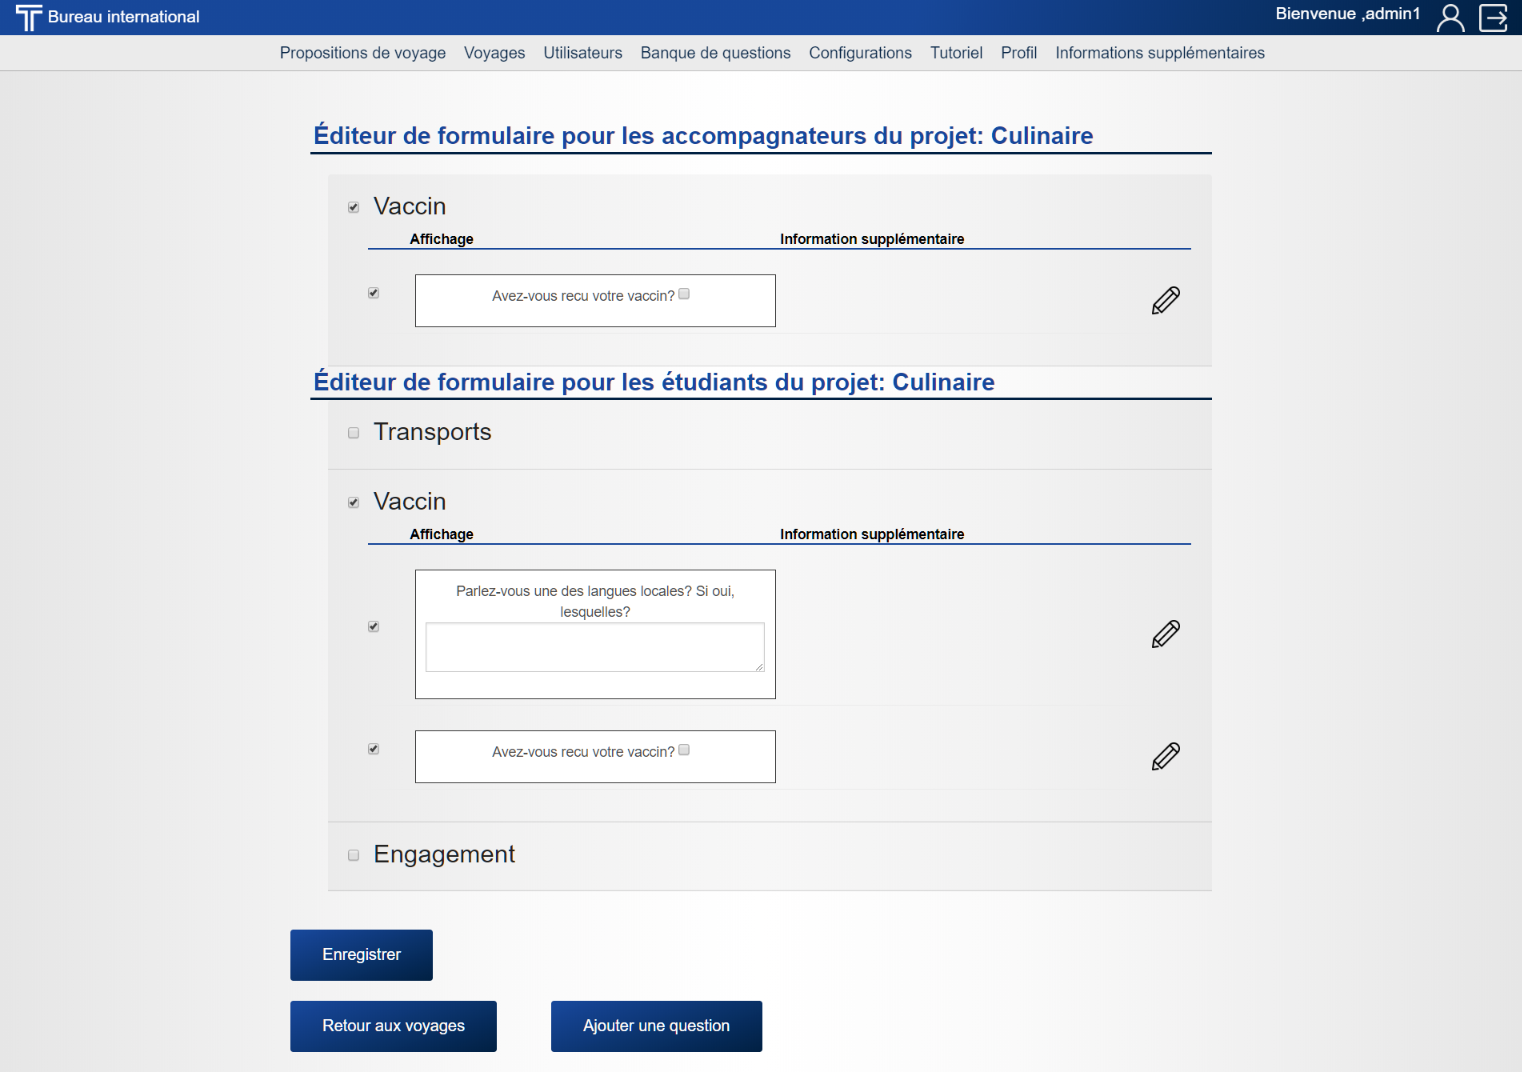 Bureau international
Bienvenue ,admin1
Propositions de voyage Voyages Utilisateurs Banque de questions Configurations Tutoriel Profil Informations supplémentaires
Éditeur de formulaire pour les accompagnateurs du projet: Culinaire
Vaccin
Affichage Information supplémentaire
Avez-vous recu votre vaccin?
Éditeur de formulaire pour les étudiants du projet: Culinaire
Transports
Vaccin
Affichage Information supplémentaire
Parlez-vous une des langues locales? Si oui,
lesquelles?
Avez-vous recu votre vaccin?
Engagement
Enregistrer
Retour aux voyages Ajouter une question